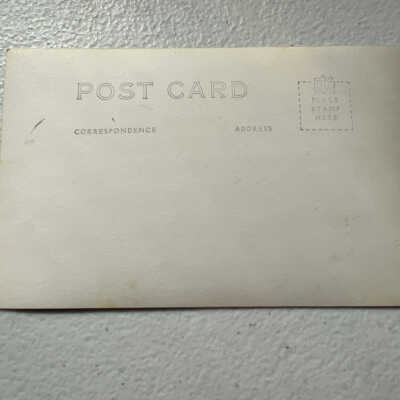 POST CARD
CORRESPONDENCE ADDRESS
PLACE
STAMP
HERE